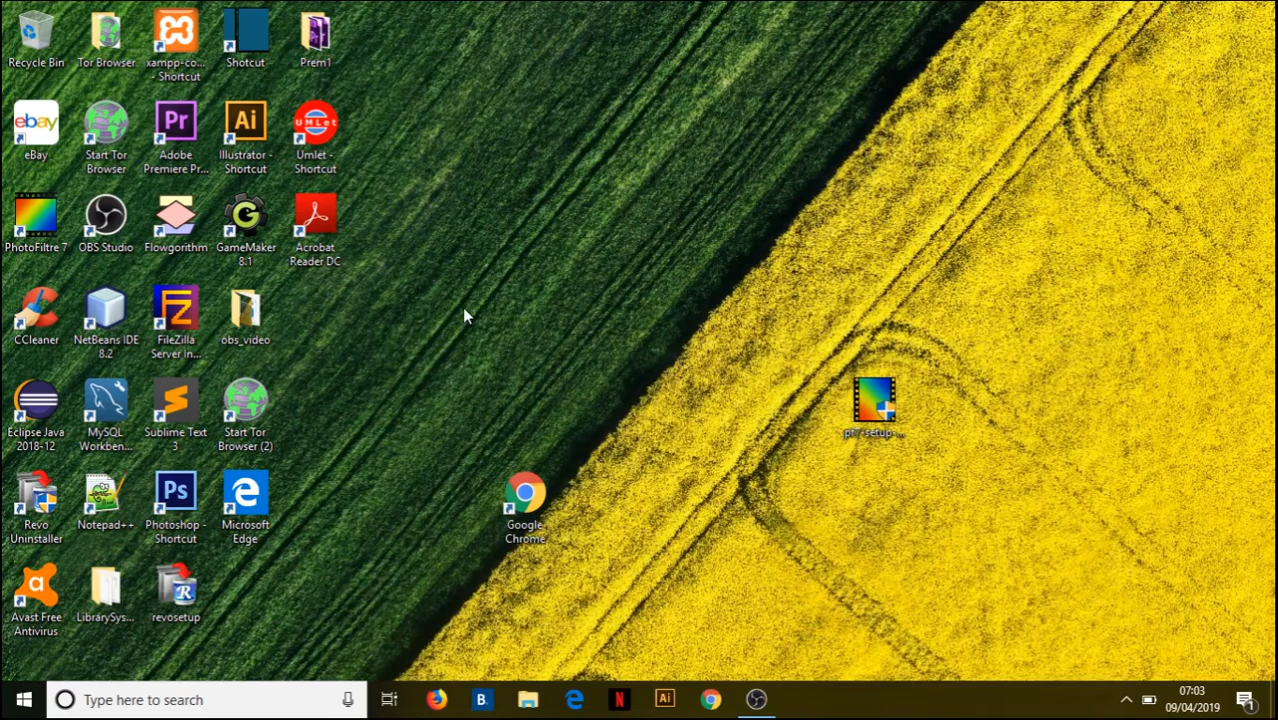 Recycle Bin
Tor Browser
xampp-co...
- Shortcut
Shotcut
Prem1
ebay
eBay
Start Tor
Browser
Pr
Adobe
Premiere Pr...
Ai
Illustrator -
Shortcut
UMLet
Umlet -
Shortcut
PhotoFiltre 7
OBS Studio
Flowgorithm
G
GameMaker
8.1
Acrobat
Reader DC
CCleaner
NetBeans IDE
8.2
FZ
FileZilla
Server In...
obs_video
Eclipse Java
2018-12
MySQL
Workben...
Sublime Text
3
Start Tor
Browser (2)
Revo
Uninstaller
Notepad++
Ps
Photoshop -
Shortcut
Microsoft
Edge
Google
Chrome
a
Avast Free
Antivirus
LibrarySys...
R
revosetup
Type here to search
B.
N
Ai
07:03
09/04/2019
1